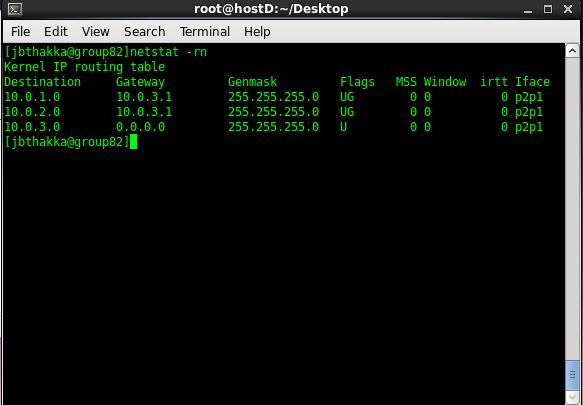 root@hostD:~/Desktop
File Edit View Search Terminal Help
[jbthakka@group82]netstat -rn
Kernel IP routing table
Destination     Gateway         Genmask         Flags   MSS Window  irtt Iface
10.0.1.0        10.0.3.1        255.255.255.0   UG        0 0          0 p2p1
10.0.2.0        10.0.3.1        255.255.255.0   UG        0 0          0 p2p1
10.0.3.0        0.0.0.0         255.255.255.0   U         0 0          0 p2p1
[jbthakka@group82]